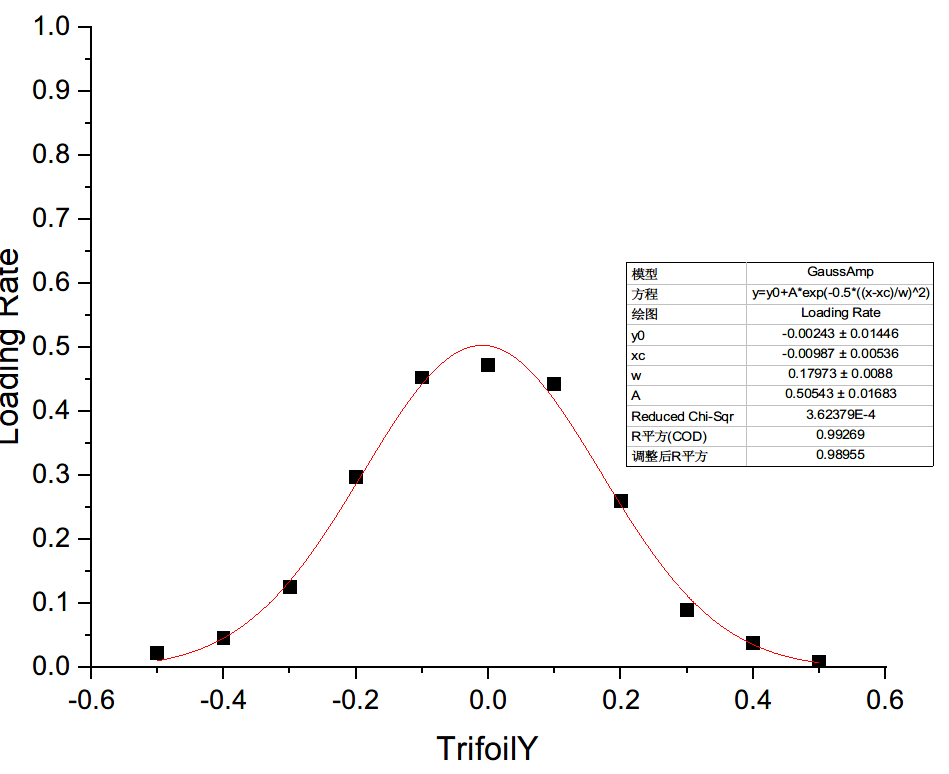 1.0
0.9
0.8
0.7
0.6
0.5
0.4
0.3
0.2
0.1
0.0
Loading Rate
-0.6 -0.4 -0.2 0.0 0.2 0.4 0.6
TrifoilY
模型 GaussAmp
方程 y=y0+A*exp(-0.5*((x-xc)/w)^2)
绘图 Loading Rate
y0 -0.00243 ± 0.01446
xc -0.00987 ± 0.00536
w 0.17973 ± 0.0088
A 0.50543 ± 0.01683
Reduced Chi-Sqr 3.62379E-4
R平方(COD) 0.99269
调整后R平方 0.98955